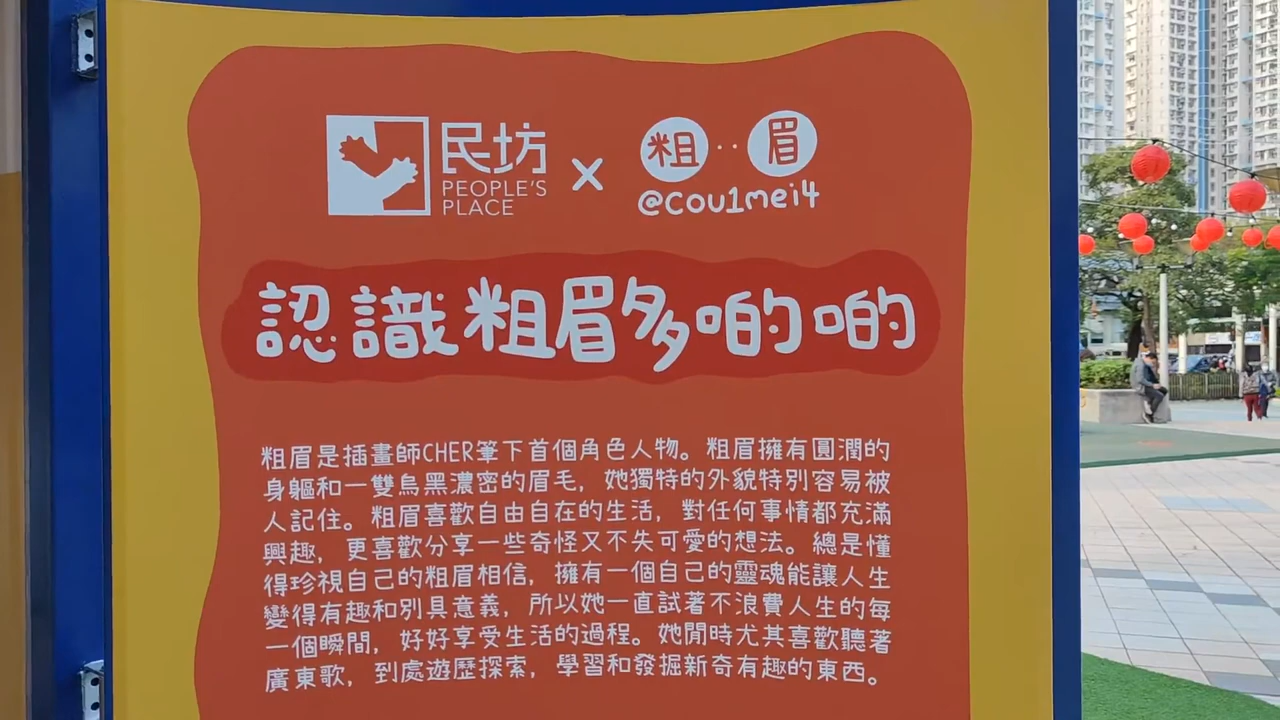 民坊
PEOPLE'S
PLACE
×
粗··眉
@cou1mei4
認識粗眉多啲啲
粗眉是插畫師CHER筆下首個角色人物。粗眉擁有圓潤的
身軀和一雙烏黑濃密的眉毛，她獨特的外貌特別容易被
人記住。粗眉喜歡自由自在的生活，對任何事情都充滿
興趣，更喜歡分享一些奇怪又不失可愛的想法。總是懂
得珍視自己的粗眉相信，擁有一個自己的靈魂能讓人生
變得有趣和別具意義，所以她一直試著不浪費人生的每
一個瞬間，好好享受生活的過程。她閒時尤其喜歡聽著
廣東歌，到處遊歷探索，學習和發掘新奇有趣的東西。